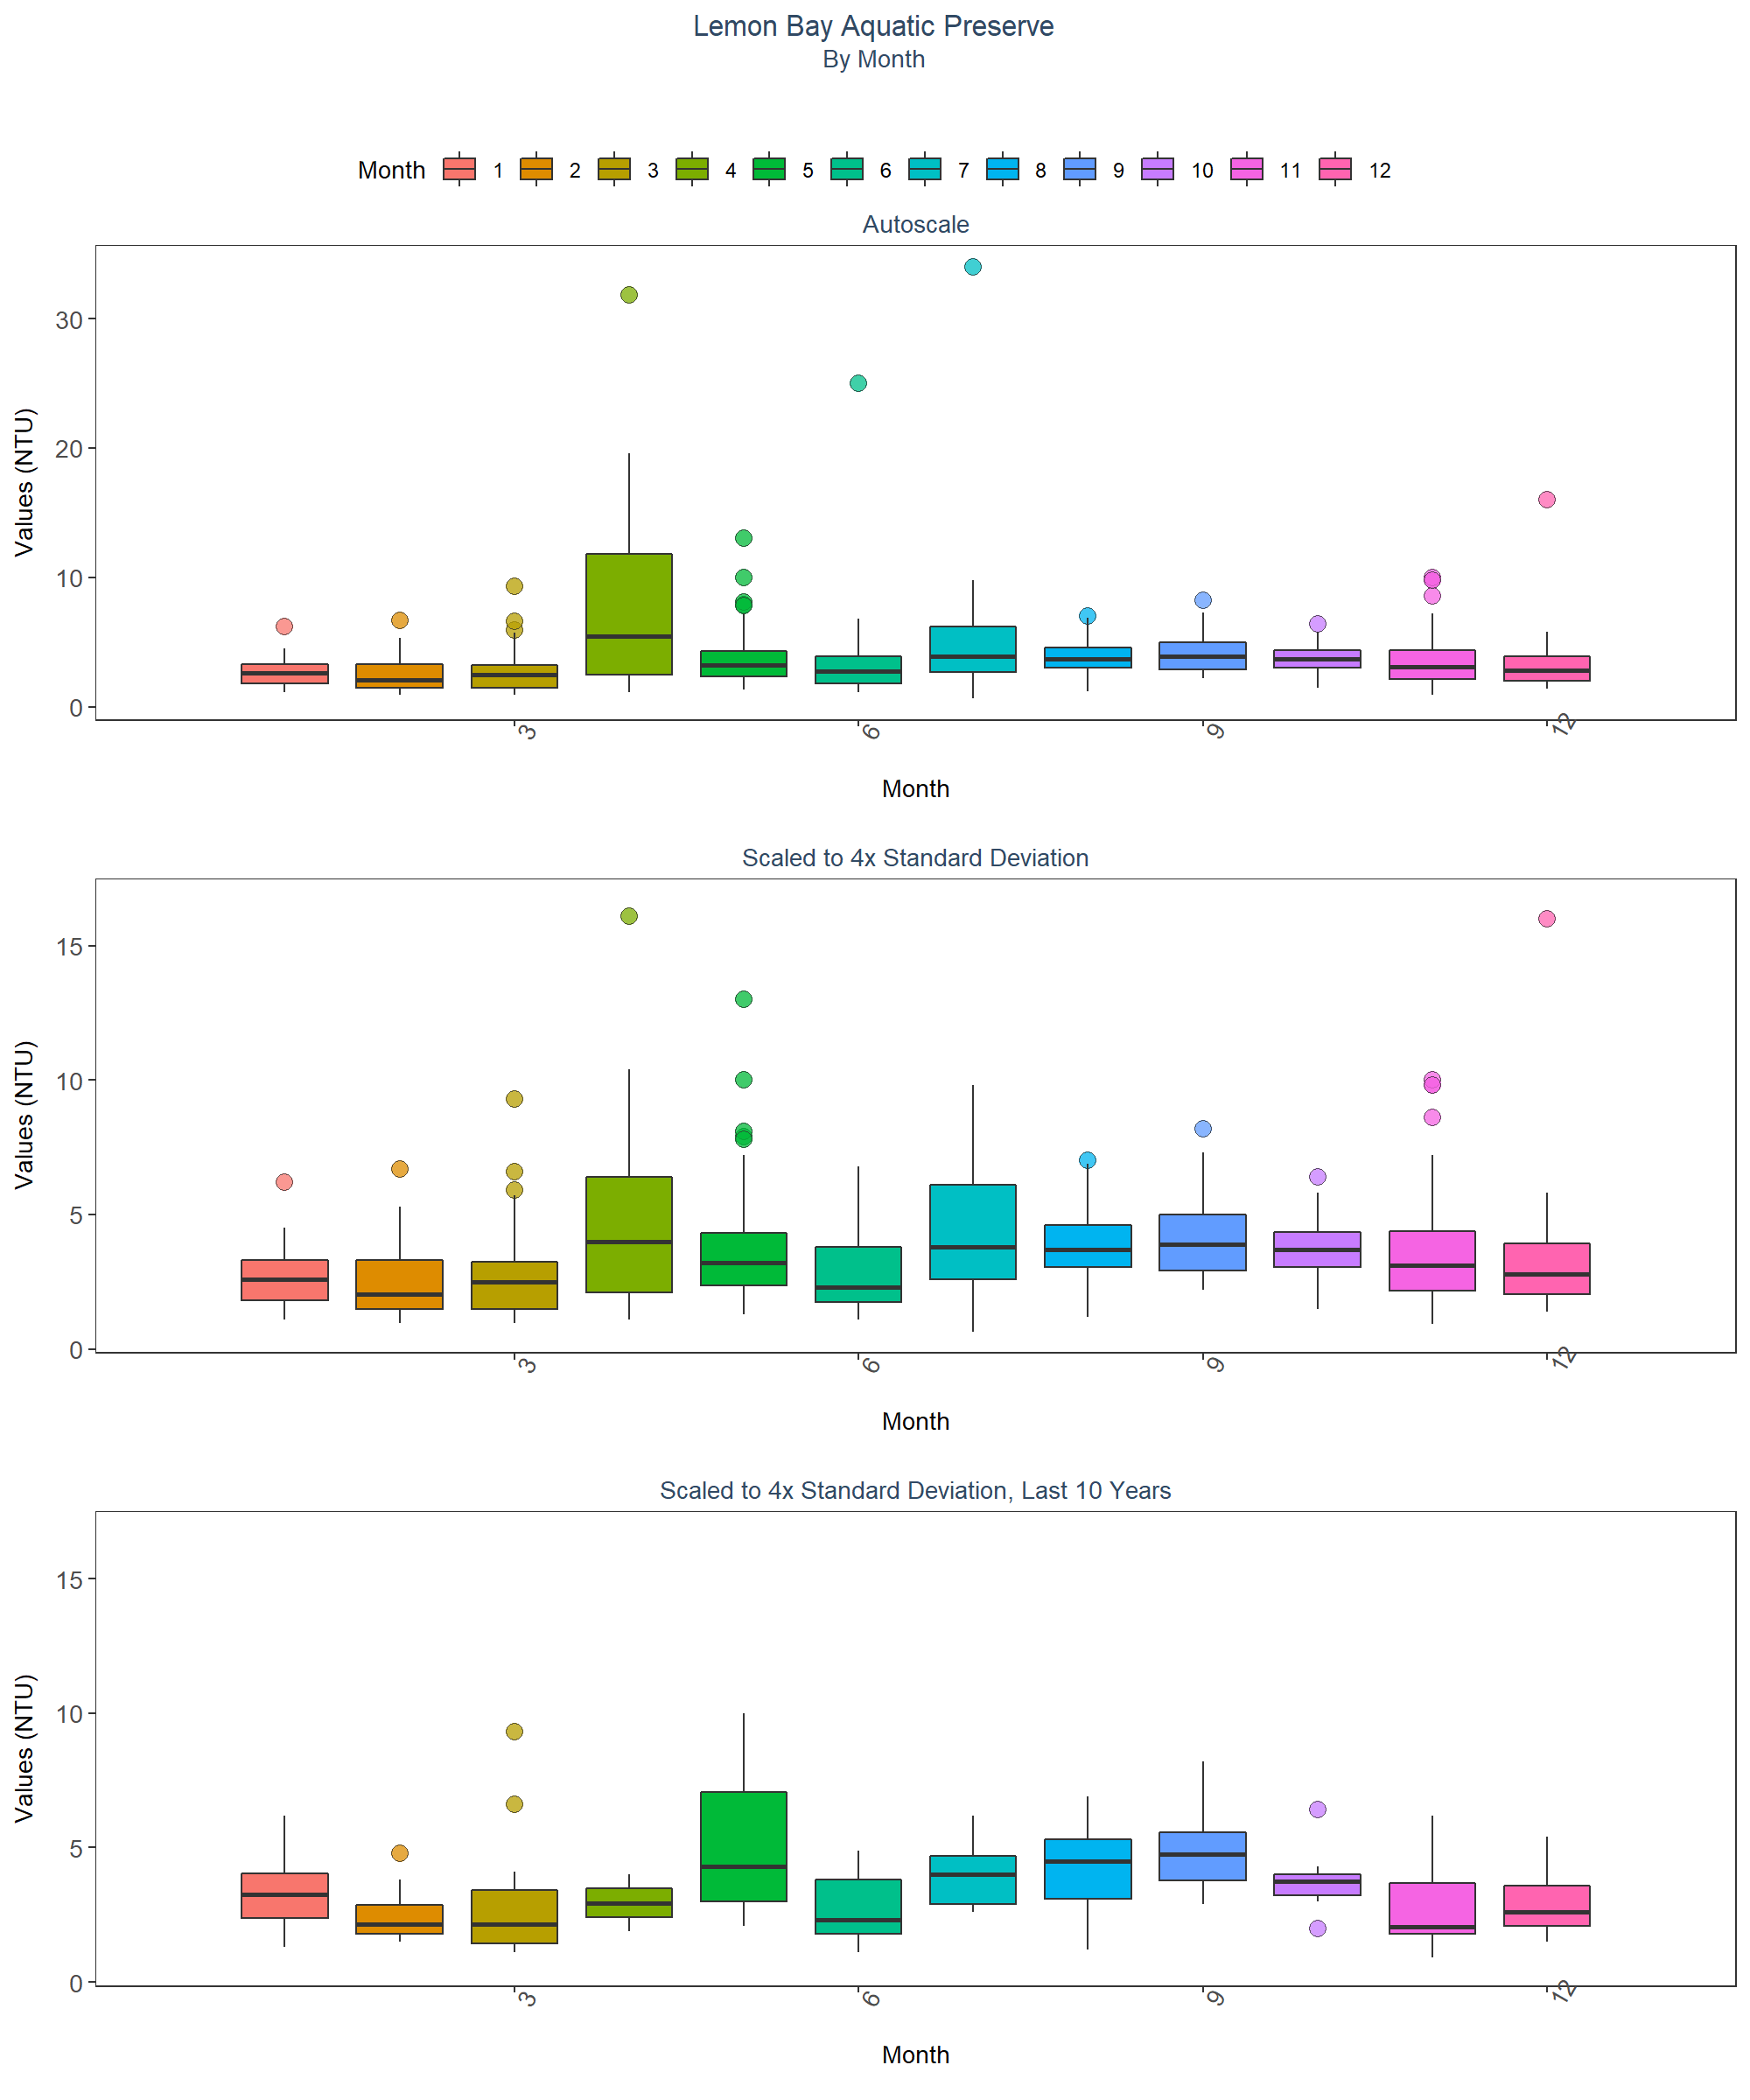 Lemon Bay Aquatic Preserve
By Month
Month 1 2 3 4 5 6 7 8 9 10 11 12
Autoscale
30
20
10
0
Values (NTU)
3 6 9 12
Month
Scaled to 4x Standard Deviation
15
10
5
0
Values (NTU)
3 6 9 12
Month
Scaled to 4x Standard Deviation, Last 10 Years
15
10
5
0
Values (NTU)
3 6 9 12
Month